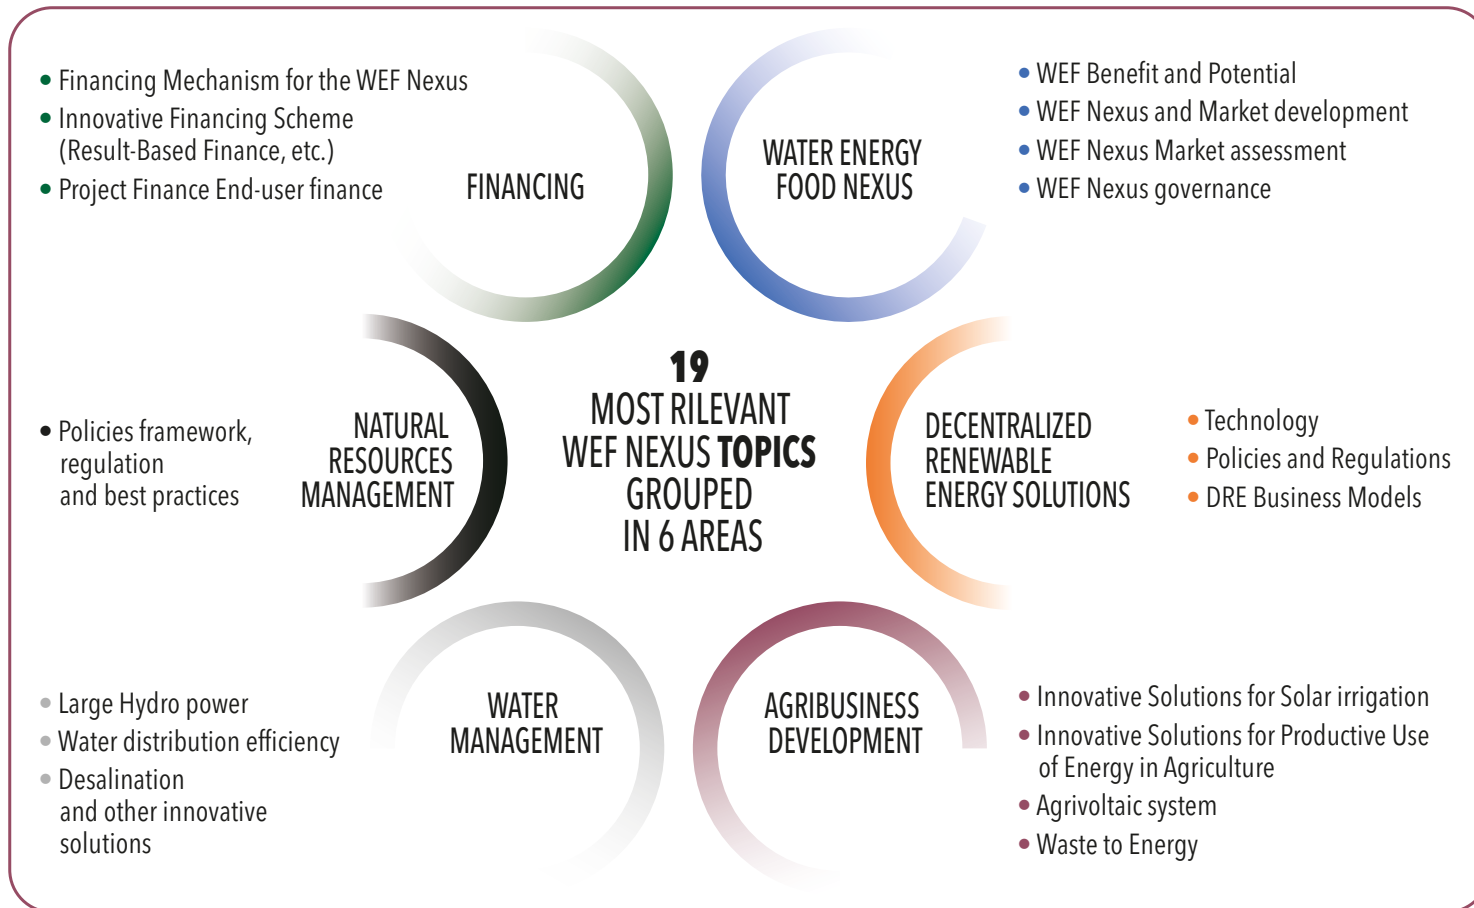 • Financing Mechanism for the WEF Nexus
• Innovative Financing Scheme
(Result-Based Finance, etc.)
• Project Finance End-user finance
FINANCING
WATER ENERGY
FOOD NEXUS
• WEF Benefit and Potential
• WEF Nexus and Market development
• WEF Nexus Market assessment
• WEF Nexus governance
• Policies framework,
regulation
and best practices
NATURAL
RESOURCES
MANAGEMENT
19
MOST RILEVANT
WEF NEXUS TOPICS
GROUPED
IN 6 AREAS
DECENTRALIZED
RENEWABLE
ENERGY SOLUTIONS
• Technology
• Policies and Regulations
• DRE Business Models
• Large Hydro power
• Water distribution efficiency
• Desalination
and other innovative
solutions
WATER
MANAGEMENT
AGRIBUSINESS
DEVELOPMENT
• Innovative Solutions for Solar irrigation
• Innovative Solutions for Productive Use
of Energy in Agriculture
• Agrivoltaic system
• Waste to Energy